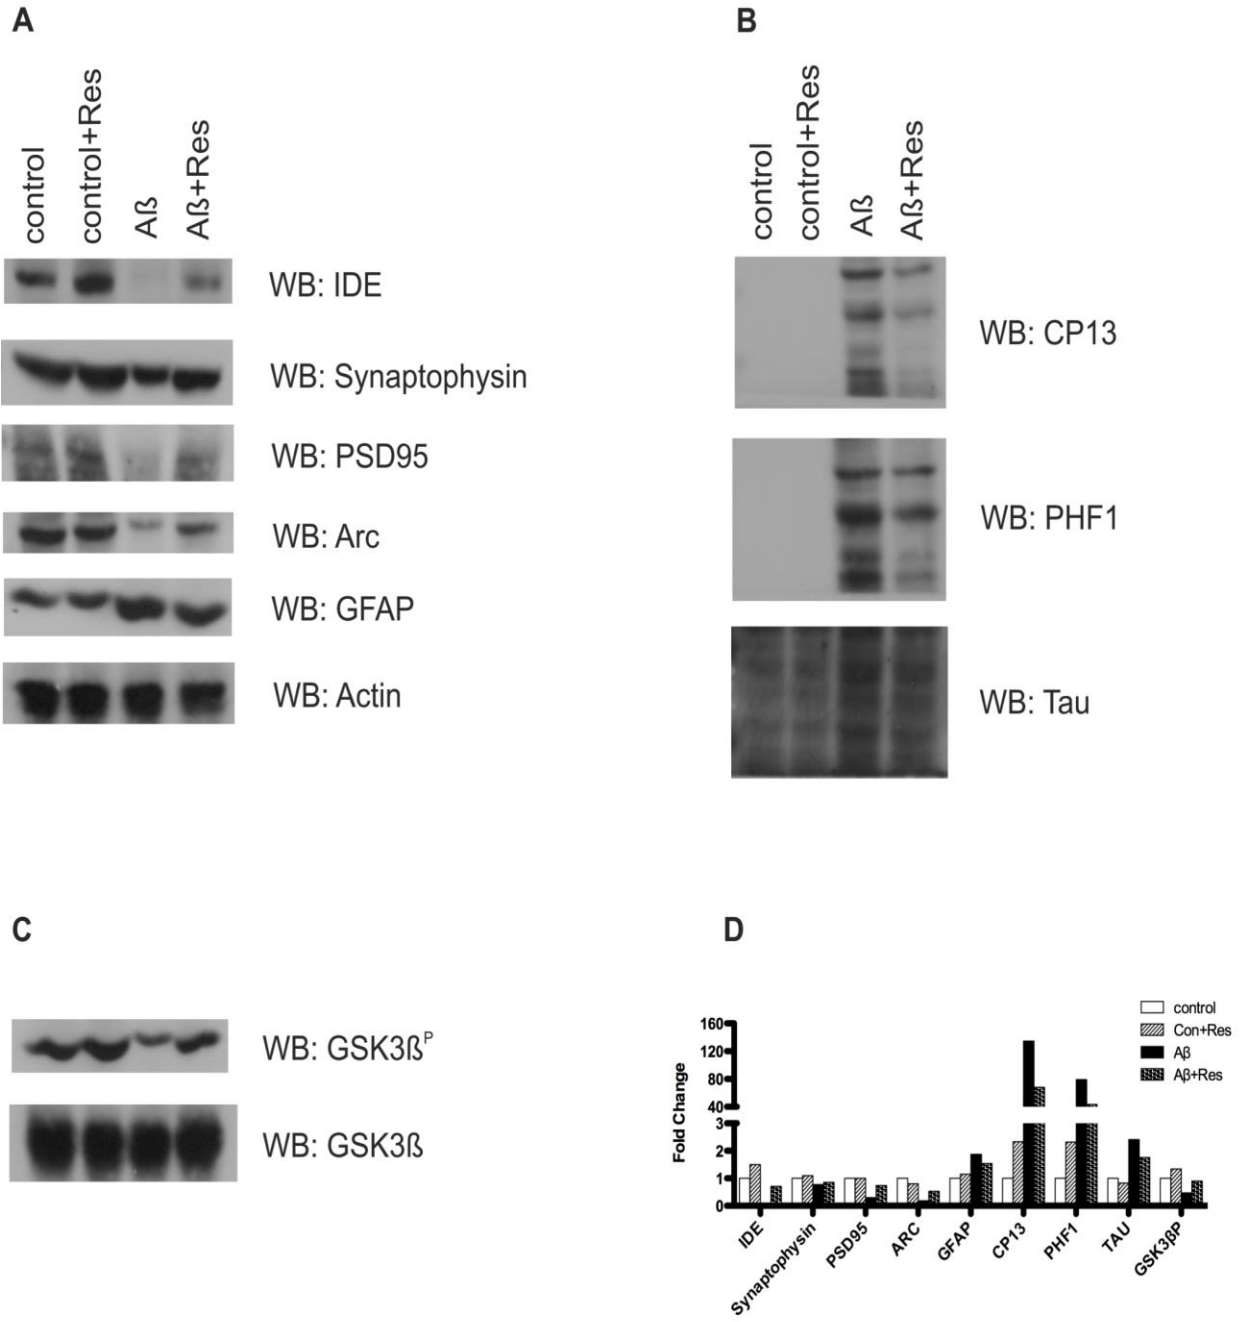 A
control
control+Res
Aß
Aß+Res
WB: IDE
WB: Synaptophysin
WB: PSD95
WB: Arc
WB: GFAP
WB: Actin
B
control
control+Res
Aß
Aß+Res
WB: CP13
WB: PHF1
WB: Tau
C
WB: GSK3ßᴾ
WB: GSK3ß
D
control
Con+Res
Aβ
Aβ+Res
Fold Change
160
120
80
40
3
2
1
0
IDE
Synaptophysin
PSD95
ARC
GFAP
CP13
PHF1
TAU
GSK3βP